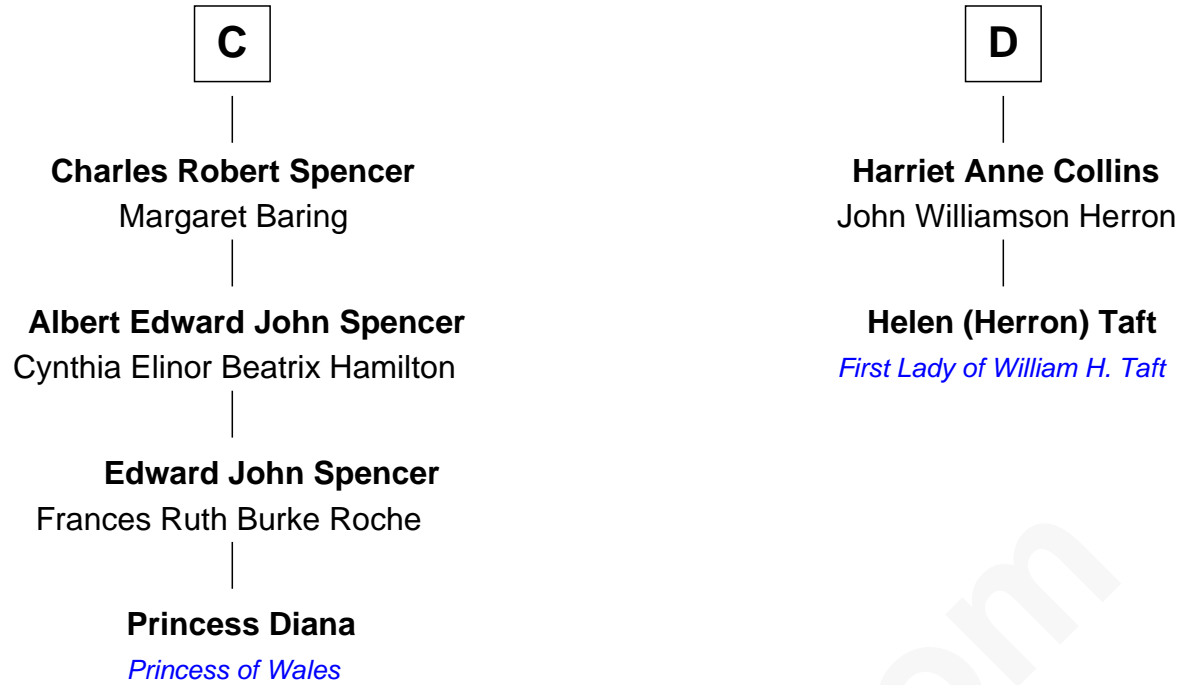 C
Charles Robert Spencer
Margaret Baring
Albert Edward John Spencer
Cynthia Elinor Beatrix Hamilton
Edward John Spencer
Frances Ruth Burke Roche
Princess Diana
Princess of Wales
D
Harriet Anne Collins
John Williamson Herron
Helen (Herron) Taft
First Lady of William H. Taft
om